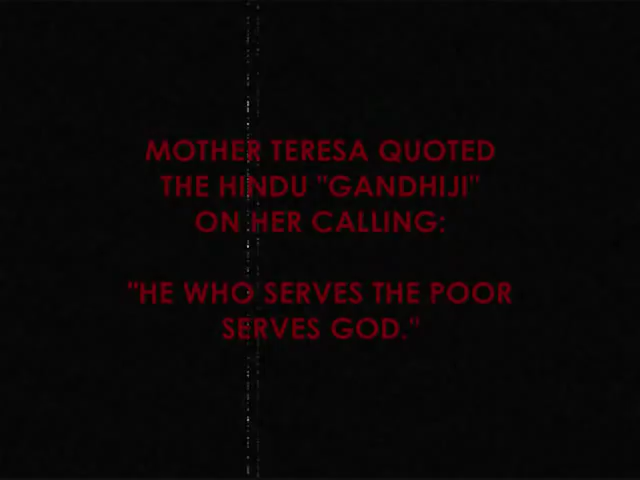 MOTHER TERESA QUOTED
THE HINDU "GANDHIJI"
ON HER CALLING:
"HE WHO SERVES THE POOR
SERVES GOD."